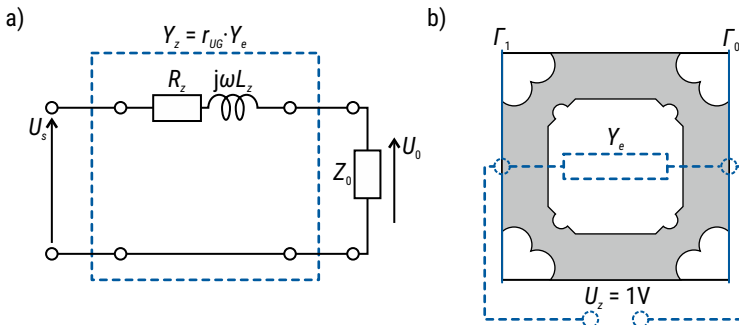 a)
Y_z = r_UG·Y_e
R_z
jωL_z
U_s
Z_0
U_0
b)
Γ_1
Γ_0
Y_e
U_z = 1V